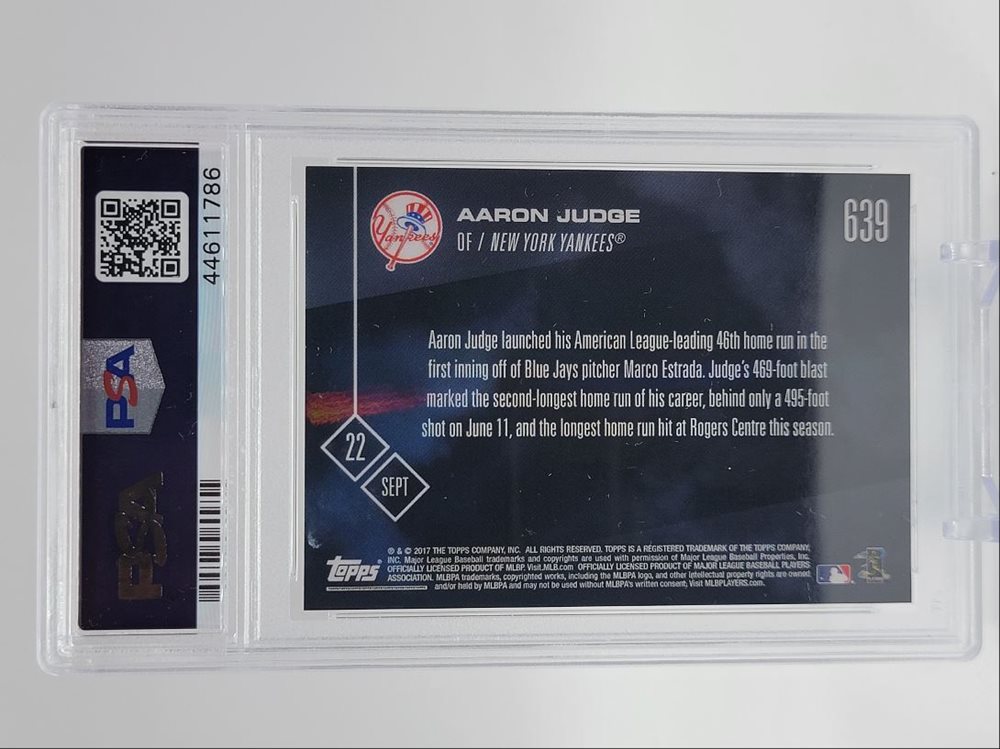 44611786
PSA
PSA
Yankees
AARON JUDGE
OF / NEW YORK YANKEES®
639
Aaron Judge launched his American League-leading 46th home run in the
first inning off of Blue Jays pitcher Marco Estrada. Judge's 469-foot blast
marked the second-longest home run of his career, behind only a 495-foot
shot on June 11, and the longest home run hit at Rogers Centre this season.
22
SEPT
topps
® & © 2017 THE TOPPS COMPANY, INC. ALL RIGHTS RESERVED. TOPPS IS A REGISTERED TRADEMARK OF THE TOPPS COMPANY,
INC. Major League Baseball trademarks and copyrights are used with permission of Major League Baseball Properties, Inc.
OFFICIALLY LICENSED PRODUCT OF MLBP. Visit MLB.com OFFICIALLY LICENSED PRODUCT OF MAJOR LEAGUE BASEBALL PLAYERS
ASSOCIATION. MLBPA trademarks, copyrighted works, including the MLBPA logo, and other intellectual property rights are owned
and/or held by MLBPA and may not be used without MLBPA's written consent. Visit MLBPLAYERS.com.